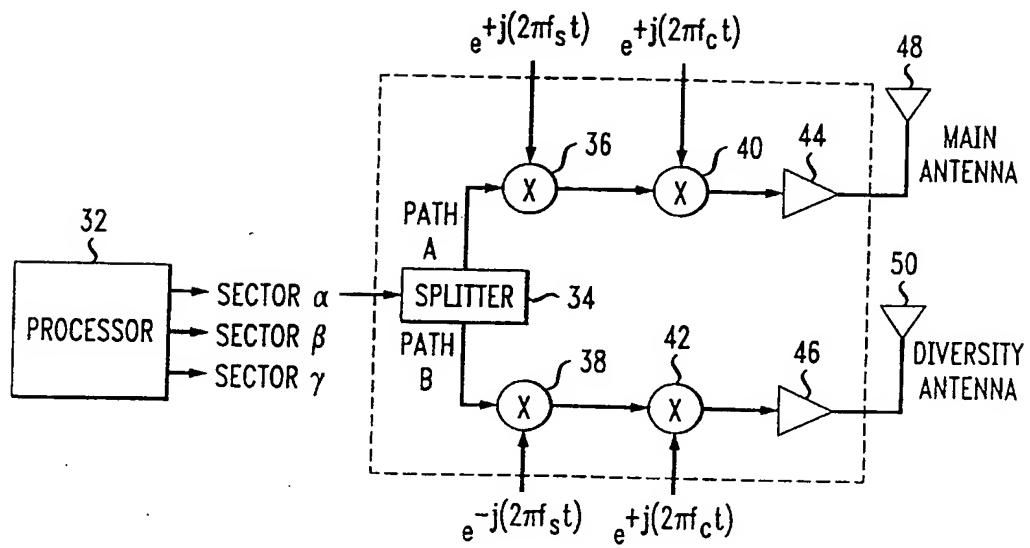 e+j(2πfst)
e+j(2πfct)
48
36
40
44
MAIN
ANTENNA
32
PATH
A
X
X
50
PROCESSOR
SECTOR α
SPLITTER
34
SECTOR β
SECTOR γ
PATH
B
38
42
46
DIVERSITY
ANTENNA
X
X
e-j(2πfst)
e+j(2πfct)